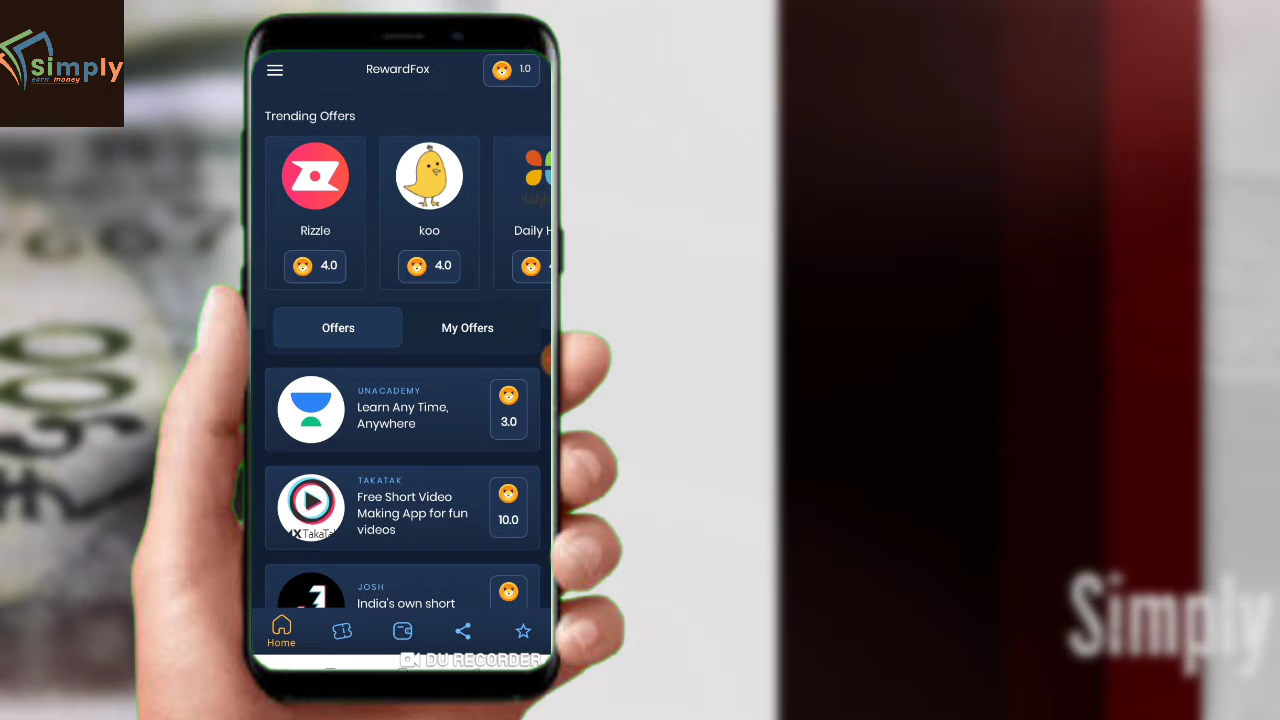 Simply
earn money
RewardFox
1.0
Trending Offers
Rizzle
koo
Daily H
4.0
4.0
Offers
My Offers
UNACADEMY
Learn Any Time,
Anywhere
3.0
TAKATAK
Free Short Video
Making App for fun
videos
10.0
JOSH
India's own short
Home
DU RECORDER
Simply